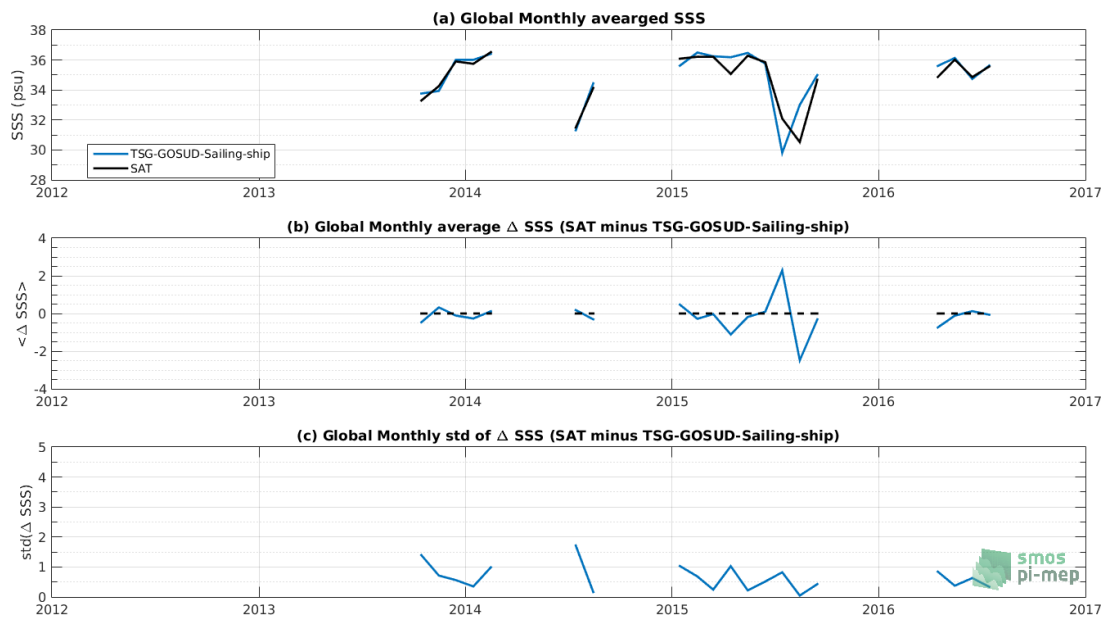 (a) Global Monthly avearged SSS
38
36
34
32
30
28
SSS (psu)
TSG-GOSUD-Sailing-ship
SAT
2012 2013 2014 2015 2016 2017
(b) Global Monthly average Δ SSS (SAT minus TSG-GOSUD-Sailing-ship)
4
2
0
-2
-4
<Δ SSS>
2012 2013 2014 2015 2016 2017
(c) Global Monthly std of Δ SSS (SAT minus TSG-GOSUD-Sailing-ship)
5
4
3
2
1
0
std(Δ SSS)
smos
pi-mep
2012 2013 2014 2015 2016 2017